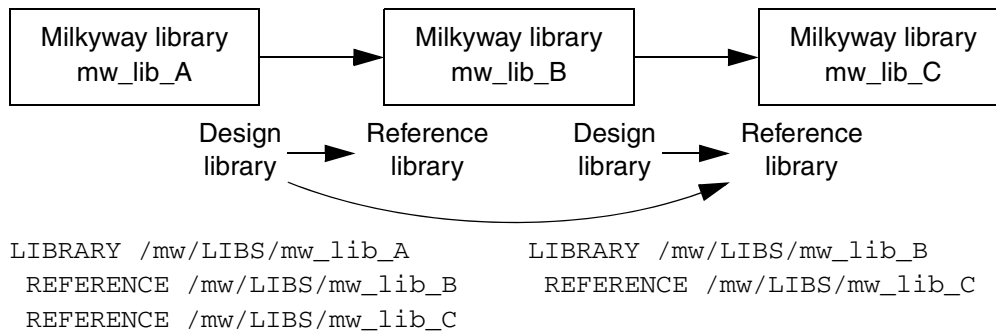 Milkyway library
mw_lib_A
Milkyway library
mw_lib_B
Milkyway library
mw_lib_C
Design
library
Reference
library
Design
library
Reference
library
LIBRARY /mw/LIBS/mw_lib_A
REFERENCE /mw/LIBS/mw_lib_B
REFERENCE /mw/LIBS/mw_lib_C
LIBRARY /mw/LIBS/mw_lib_B
REFERENCE /mw/LIBS/mw_lib_C